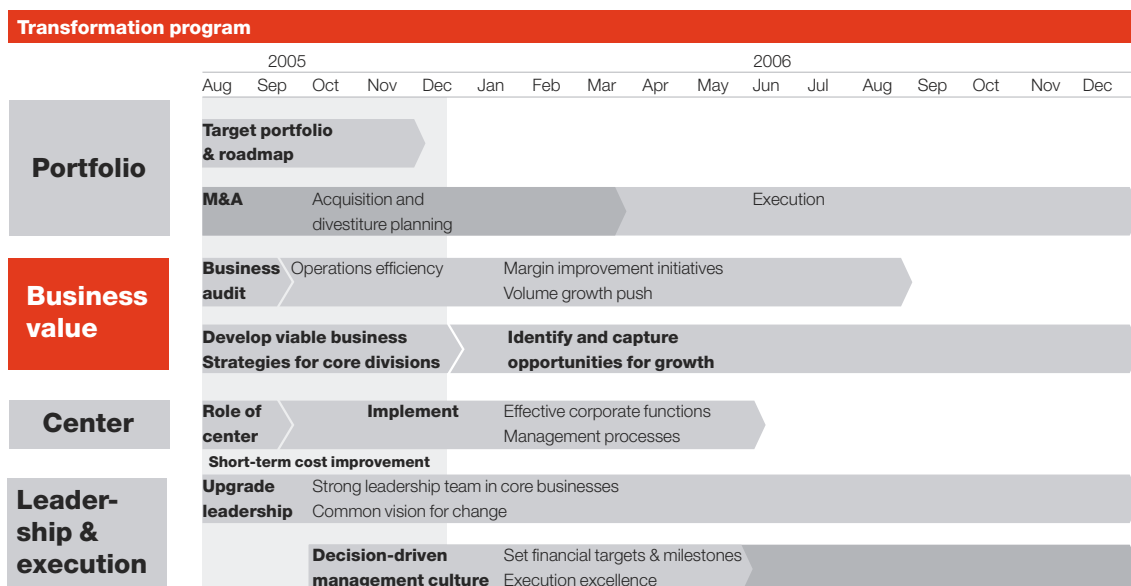 Transformation program
2005 2006
Aug Sep Oct Nov Dec Jan Feb Mar Apr May Jun Jul Aug Sep Oct Nov Dec
Portfolio
Target portfolio
& roadmap
M&A Acquisition and Execution
divestiture planning
Business
value
Business Operations efficiency Margin improvement initiatives
audit Volume growth push
Develop viable business Identify and capture
Strategies for core divisions opportunities for growth
Center
Role of Implement Effective corporate functions
center Management processes
Short-term cost improvement
Leader-
ship &
execution
Upgrade Strong leadership team in core businesses
leadership Common vision for change
Decision-driven Set financial targets & milestones
management culture Execution excellence